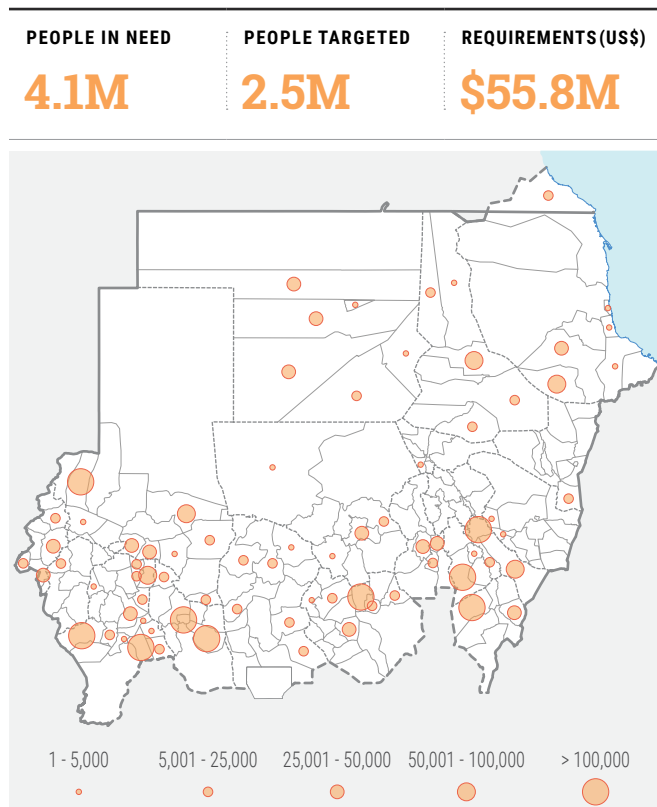 PEOPLE IN NEED PEOPLE TARGETED REQUIREMENTS (US$)
4.1M 2.5M $55.8M
1 - 5,000 5,001 - 25,000 25,001 - 50,000 50,001 - 100,000 > 100,000